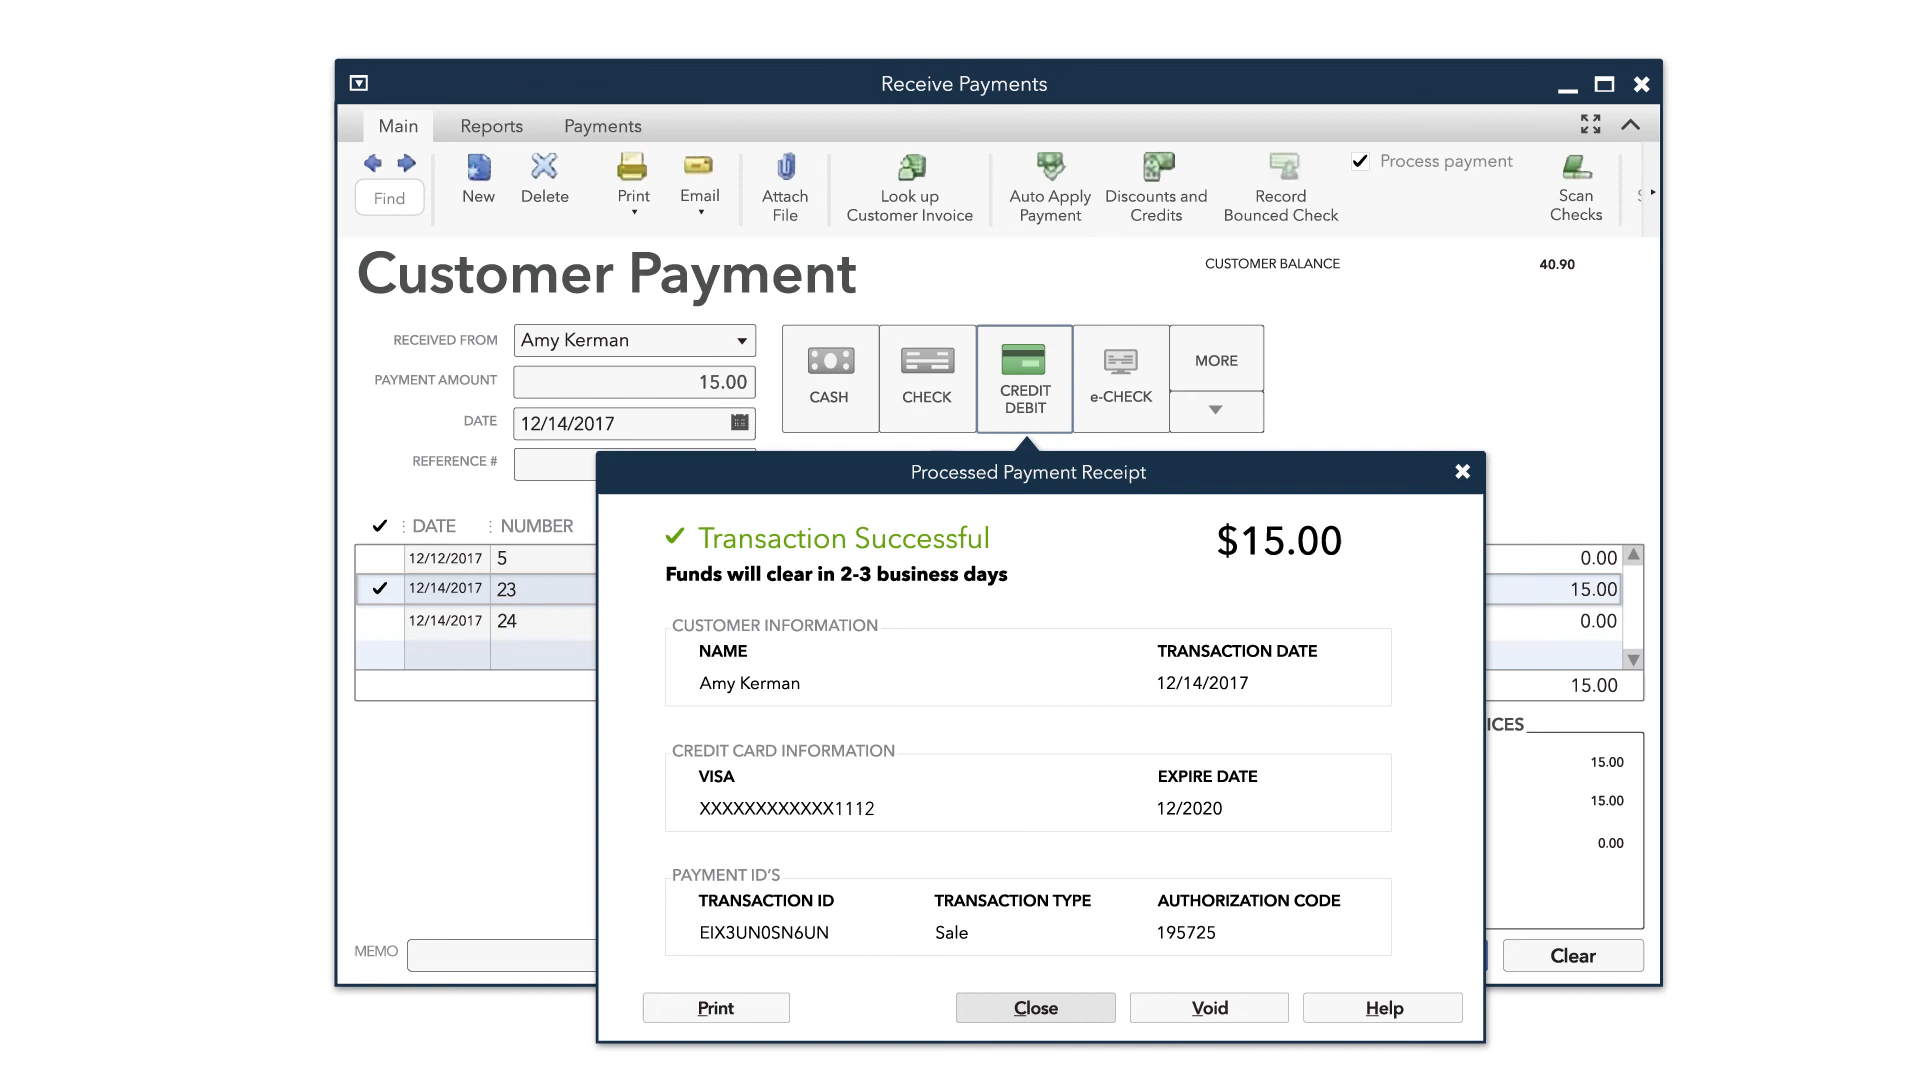 Receive Payments
Main Reports Payments
Find
New
Delete
Print
Email
Attach
File
Look up
Customer Invoice
Auto Apply
Payment
Discounts and
Credits
Record
Bounced Check
Process payment
Scan
Checks
Customer Payment
CUSTOMER BALANCE 40.90
RECEIVED FROM Amy Kerman
PAYMENT AMOUNT 15.00
DATE 12/14/2017
REFERENCE #
CASH
CHECK
CREDIT
DEBIT
e-CHECK
MORE
DATE NUMBER
12/12/2017 5 0.00
12/14/2017 23 15.00
12/14/2017 24 0.00
15.00
ICES
15.00
15.00
0.00
MEMO
Clear
Processed Payment Receipt
Transaction Successful $15.00
Funds will clear in 2-3 business days
CUSTOMER INFORMATION
NAME TRANSACTION DATE
Amy Kerman 12/14/2017
CREDIT CARD INFORMATION
VISA EXPIRE DATE
XXXXXXXXXXXX1112 12/2020
PAYMENT ID'S
TRANSACTION ID TRANSACTION TYPE AUTHORIZATION CODE
EIX3UN0SN6UN Sale 195725
Print Close Void Help